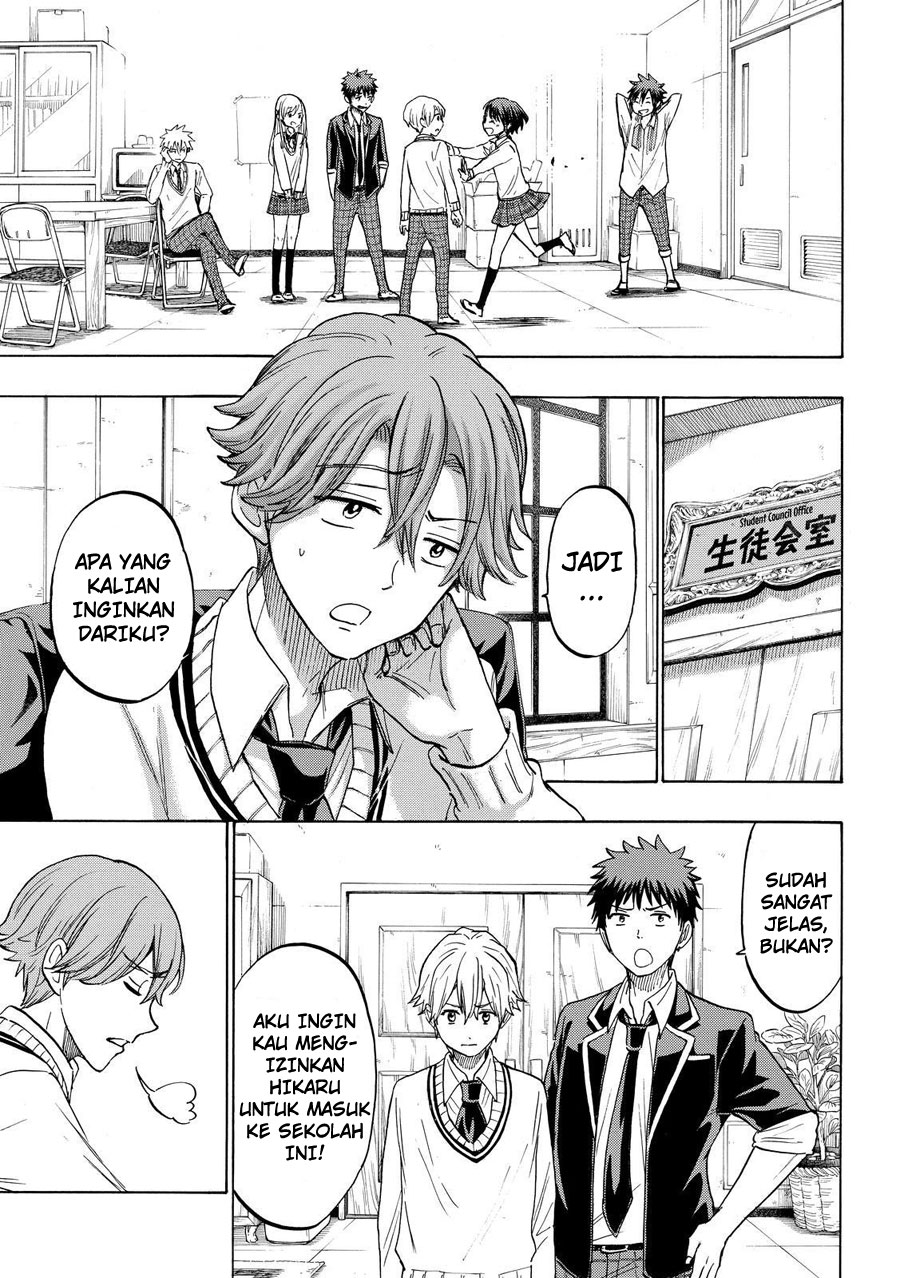 Student Council Office
生徒会室
JADI
...
APA YANG
KALIAN
INGINKAN
DARIKU?
SUDAH
SANGAT
JELAS,
BUKAN?
AKU INGIN
KAU MENG-
IZINKAN
HIKARU
UNTUK MASUK
KE SEKOLAH
INI!